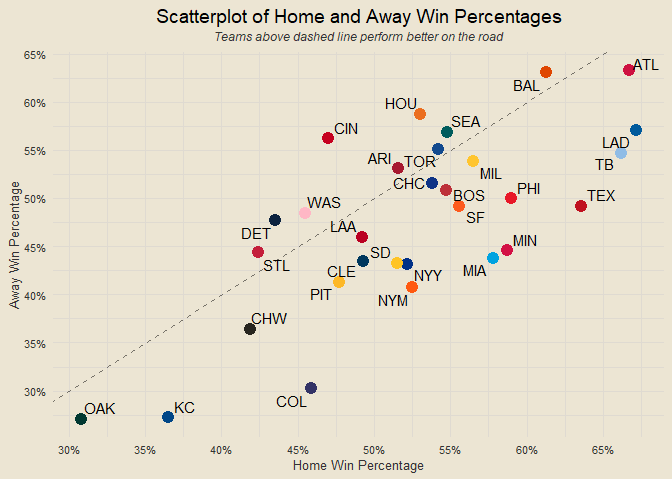 Scatterplot of Home and Away Win Percentages
Teams above dashed line perform better on the road
65%
ATL
BAL
60%
HOU
SEA
CIN
LAD
55%
ARI
TOR
TB
MIL
CHC
BOS
PHI
TEX
50%
WAS
SF
DET
LAA
MIN
45%
SD
STL
CLE
NYY
MIA
PIT
NYM
40%
CHW
35%
30%
COL
OAK
KC
Away Win Percentage
30%
35%
40%
45%
50%
55%
60%
65%
Home Win Percentage